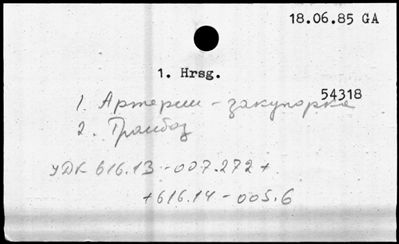 18.06.85 GA
1. Hrsg.
54318
1. Артерии - закупорка
2. Тромбоз
УДК 616.13 - 007.272 +
+616.14 - 005.6